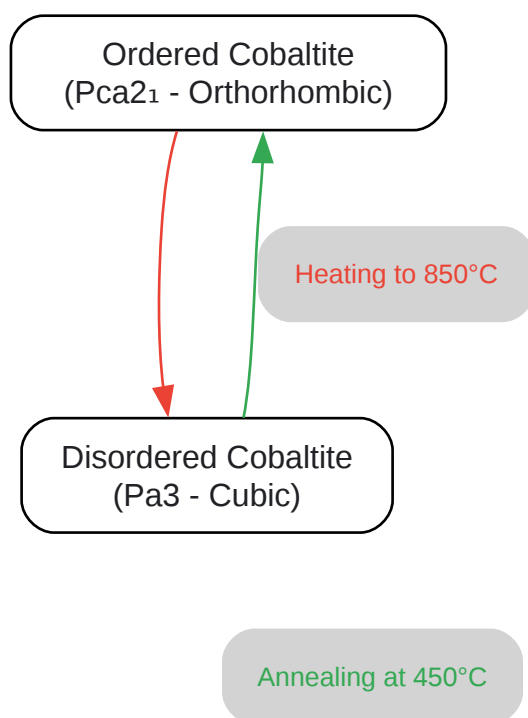 Ordered Cobaltite
(Pca2₁ - Orthorhombic)
Heating to 850°C
Disordered Cobaltite
(Pa3 - Cubic)
Annealing at 450°C